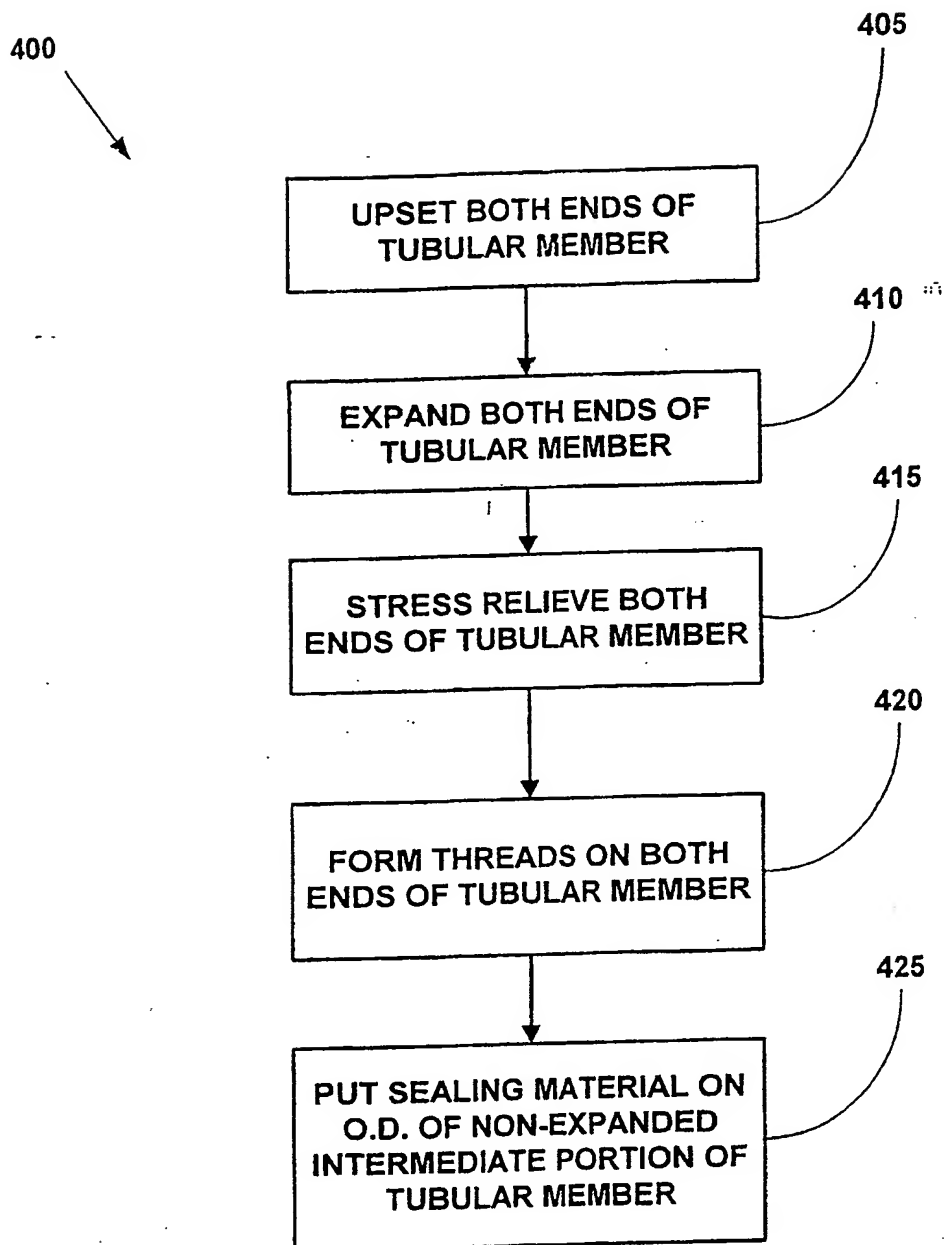 400
405
UPSET BOTH ENDS OF
TUBULAR MEMBER
410
EXPAND BOTH ENDS OF
TUBULAR MEMBER
415
STRESS RELIEVE BOTH
ENDS OF TUBULAR MEMBER
420
FORM THREADS ON BOTH
ENDS OF TUBULAR MEMBER
425
PUT SEALING MATERIAL ON
O.D. OF NON-EXPANDED
INTERMEDIATE PORTION OF
TUBULAR MEMBER